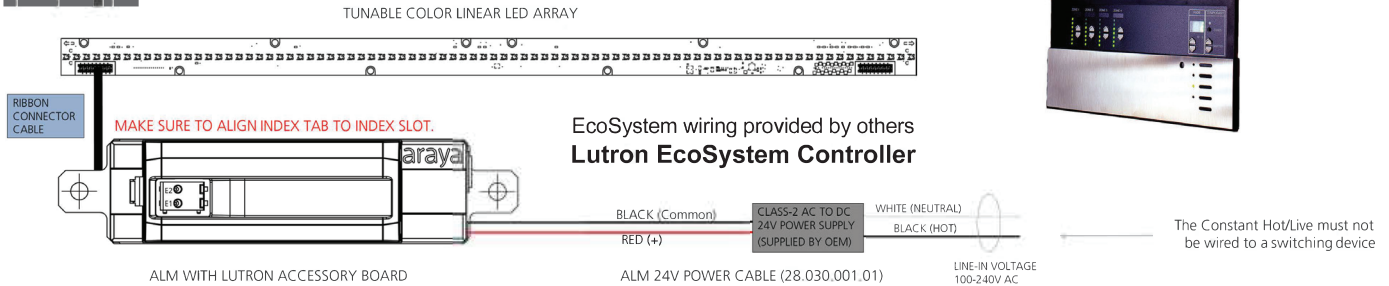 TUNABLE COLOR LINEAR LED ARRAY
RIBBON
CONNECTOR
CABLE
MAKE SURE TO ALIGN INDEX TAB TO INDEX SLOT.
araya
E2
E1
EcoSystem wiring provided by others
Lutron EcoSystem Controller
BLACK (Common)
RED (+)
CLASS-2 AC TO DC
24V POWER SUPPLY
(SUPPLIED BY OEM)
WHITE (NEUTRAL)
BLACK (HOT)
The Constant Hot/Live must not
be wired to a switching device
ALM WITH LUTRON ACCESSORY BOARD
ALM 24V POWER CABLE (28.030.001.01)
LINE-IN VOLTAGE
100-240V AC